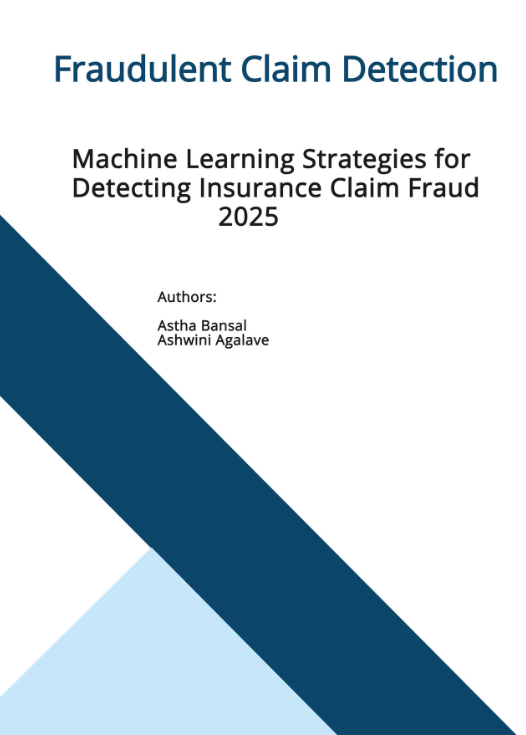 Fraudulent Claim Detection
Machine Learning Strategies for
Detecting Insurance Claim Fraud
2025
Authors:
Astha Bansal
Ashwini Agalave